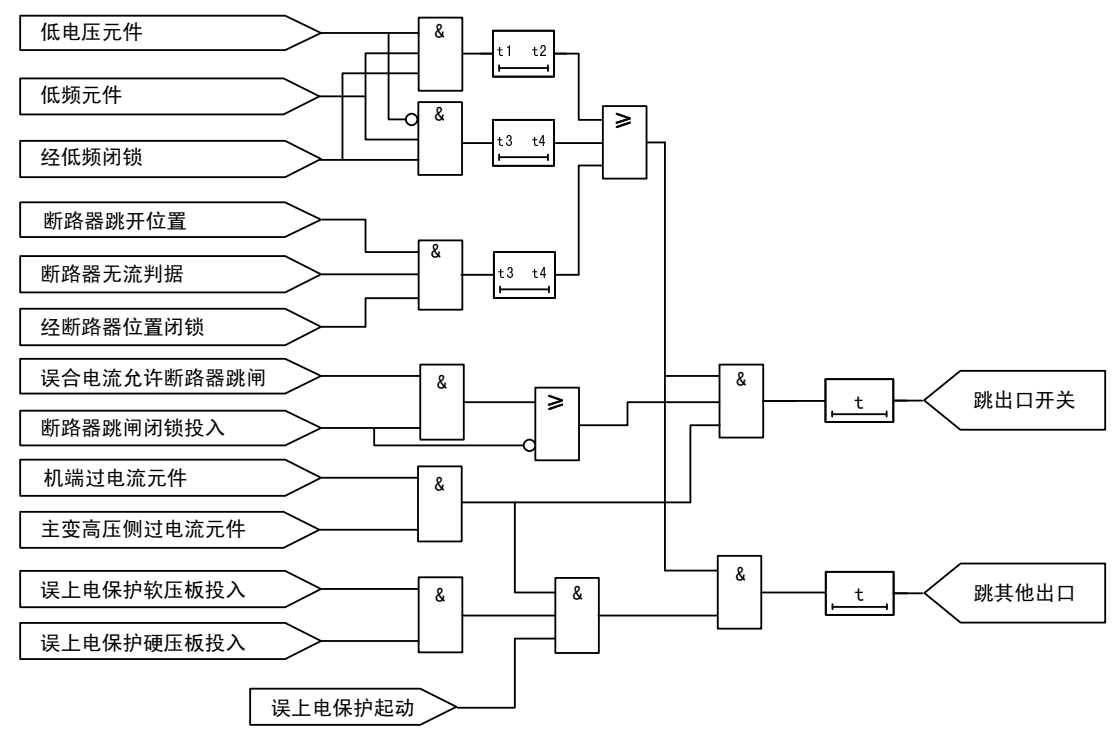 低电压元件
&
t1 t2
低频元件
&
≥
t3 t4
经低频闭锁
断路器跳开位置
&
断路器无流判据
t3 t4
经断路器位置闭锁
误合电流允许断路器跳闸
&
≥
&
t
跳出口开关
断路器跳闸闭锁投入
机端过电流元件
&
主变高压侧过电流元件
误上电保护软压板投入
&
&
&
t
跳其他出口
误上电保护硬压板投入
误上电保护起动